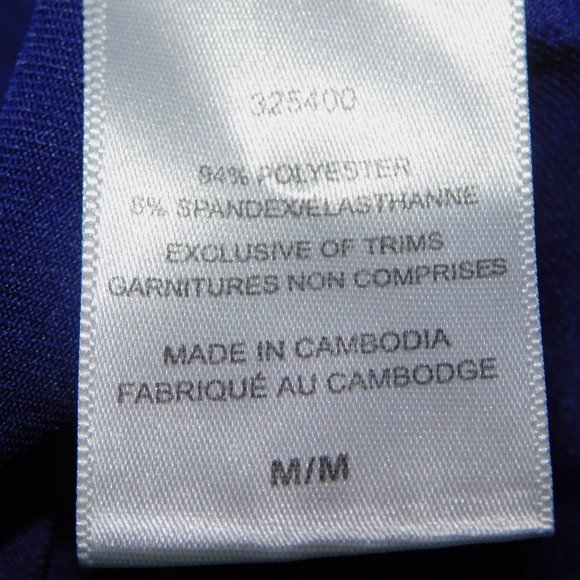 325400
94% POLYESTER
6% SPANDEX/ELASTHANNE
EXCLUSIVE OF TRIMS
GARNITURES NON COMPRISES
MADE IN CAMBODIA
FABRIQUÉ AU CAMBODGE
M/M